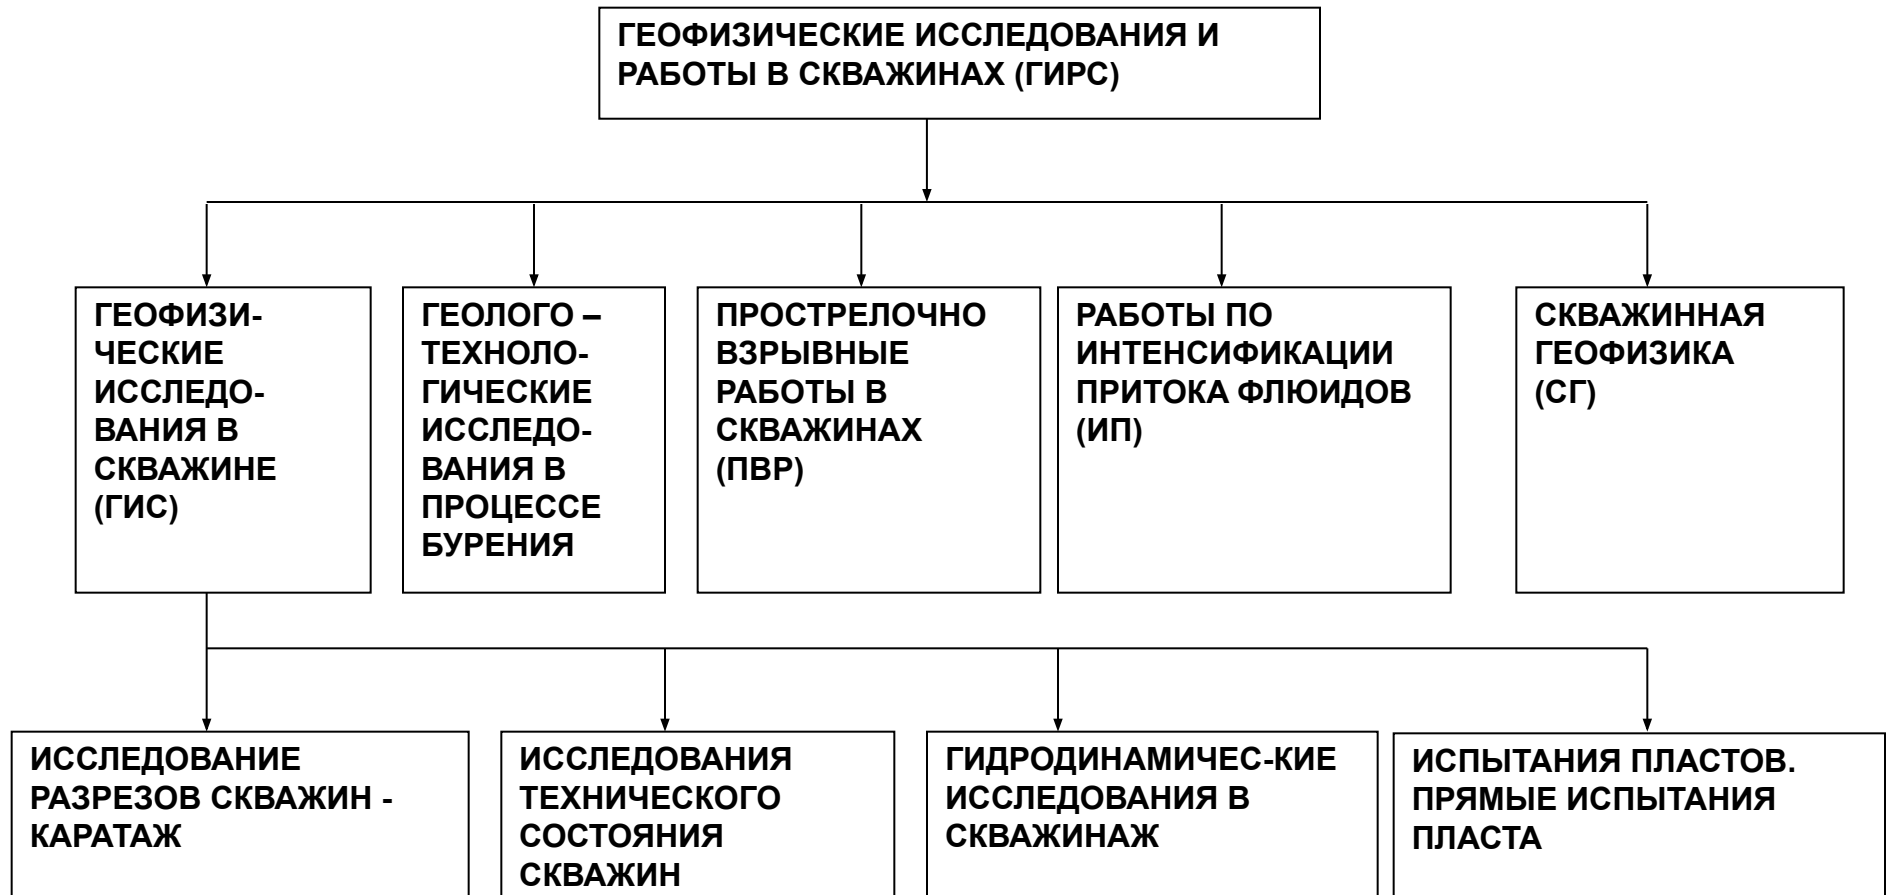 ГЕОФИЗИЧЕСКИЕ ИССЛЕДОВАНИЯ И
РАБОТЫ В СКВАЖИНАХ (ГИРС)
ГЕОФИЗИ-
ЧЕСКИЕ
ИССЛЕДО-
ВАНИЯ В
СКВАЖИНЕ
(ГИС)
ГЕОЛОГО –
ТЕХНОЛО-
ГИЧЕСКИЕ
ИССЛЕДО-
ВАНИЯ В
ПРОЦЕССЕ
БУРЕНИЯ
ПРОСТРЕЛОЧНО
ВЗРЫВНЫЕ
РАБОТЫ В
СКВАЖИНАХ
(ПВР)
РАБОТЫ ПО
ИНТЕНСИФИКАЦИИ
ПРИТОКА ФЛЮИДОВ
(ИП)
СКВАЖИННАЯ
ГЕОФИЗИКА
(СГ)
ИССЛЕДОВАНИЕ
РАЗРЕЗОВ СКВАЖИН -
КАРАТАЖ
ИССЛЕДОВАНИЯ
ТЕХНИЧЕСКОГО
СОСТОЯНИЯ
СКВАЖИН
ГИДРОДИНАМИЧЕС-КИЕ
ИССЛЕДОВАНИЯ В
СКВАЖИНАЖ
ИСПЫТАНИЯ ПЛАСТОВ.
ПРЯМЫЕ ИСПЫТАНИЯ
ПЛАСТА